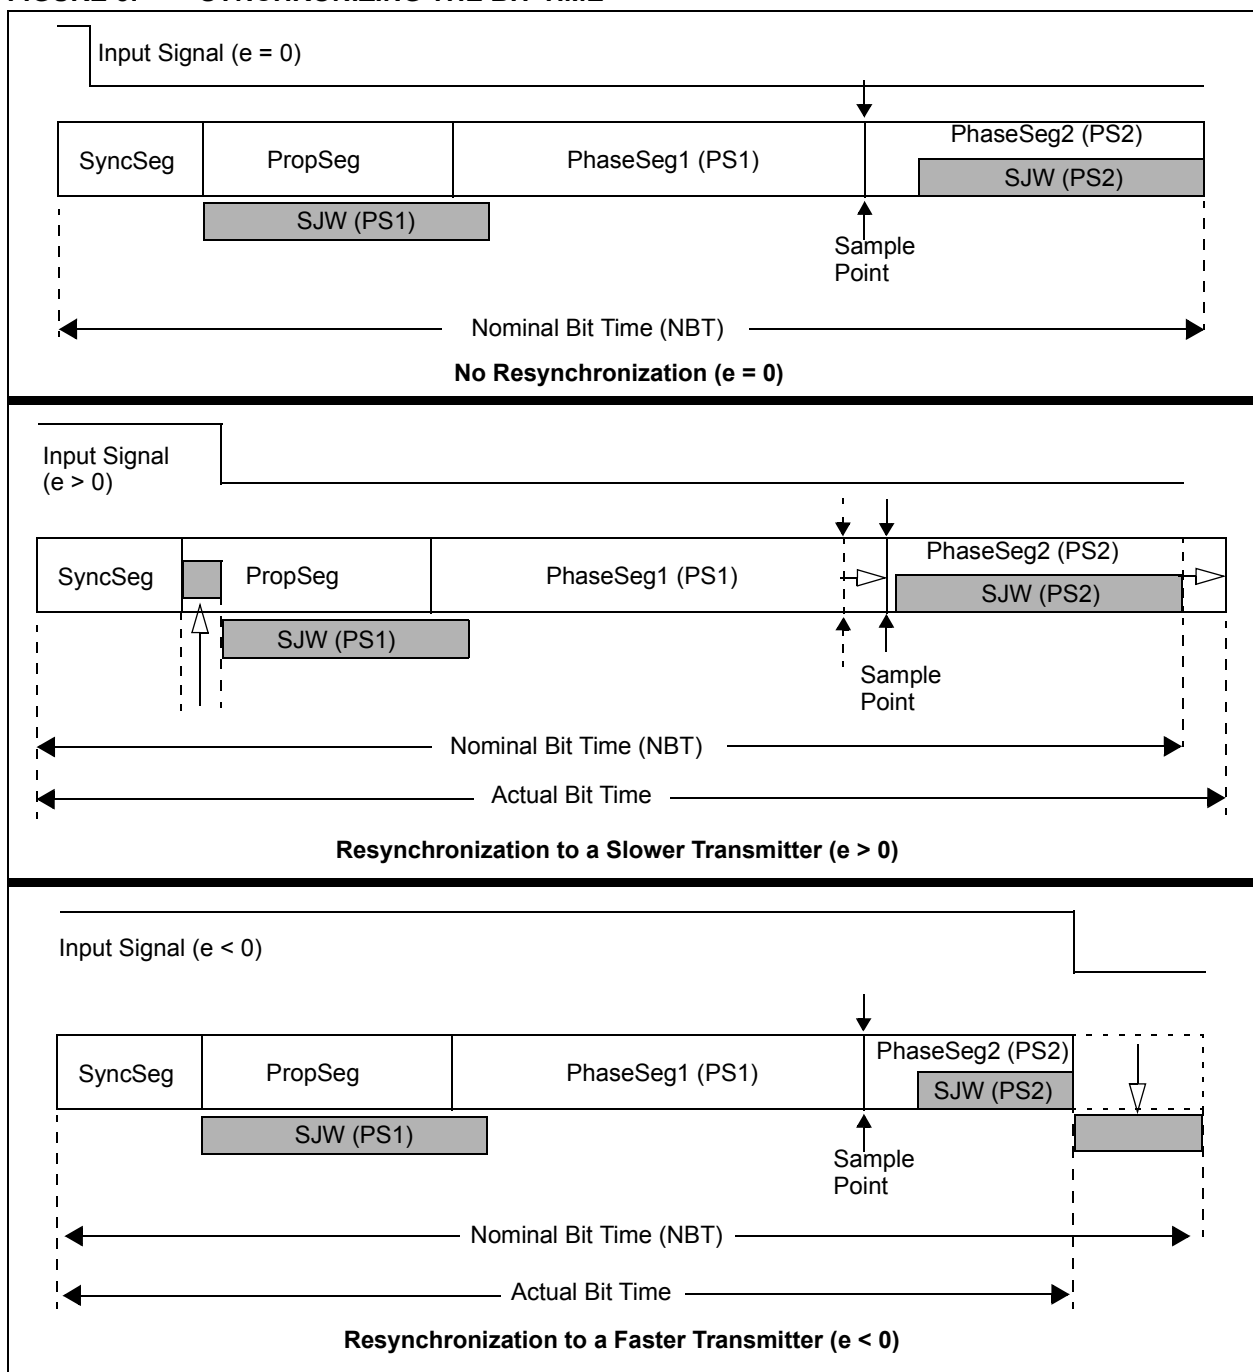 Input Signal (e = 0)
SyncSeg
PropSeg
PhaseSeg1 (PS1)
PhaseSeg2 (PS2)
SJW (PS2)
SJW (PS1)
Sample
Point
Nominal Bit Time (NBT)
No Resynchronization (e = 0)
Input Signal
(e > 0)
SyncSeg
PropSeg
PhaseSeg1 (PS1)
PhaseSeg2 (PS2)
SJW (PS2)
SJW (PS1)
Sample
Point
Nominal Bit Time (NBT)
Actual Bit Time
Resynchronization to a Slower Transmitter (e > 0)
Input Signal (e < 0)
SyncSeg
PropSeg
PhaseSeg1 (PS1)
PhaseSeg2 (PS2)
SJW (PS2)
SJW (PS1)
Sample
Point
Nominal Bit Time (NBT)
Actual Bit Time
Resynchronization to a Faster Transmitter (e < 0)